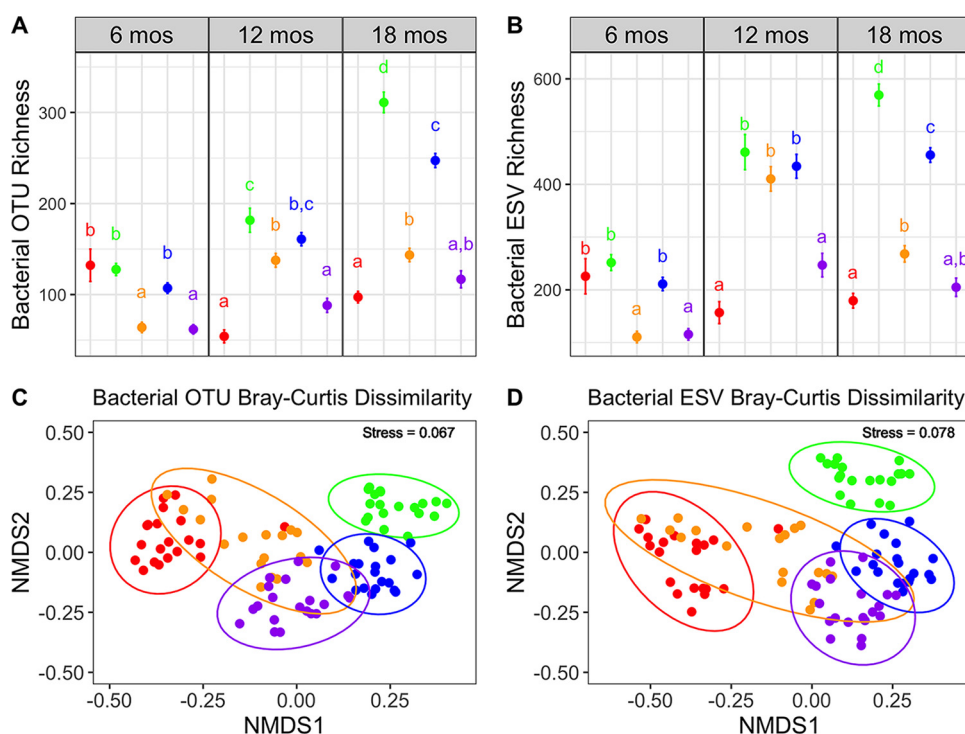 A
6 mos 12 mos 18 mos
Bacterial OTU Richness
300
200
100
b
b
a
b
a
a
c
b
b,c
a
a
d
b
c
a,b
B
6 mos 12 mos 18 mos
Bacterial ESV Richness
600
400
200
b
b
a
b
a
a
b
b
b
a
a
d
b
c
a,b
C Bacterial OTU Bray-Curtis Dissimilarity
Stress = 0.067
NMDS2
0.50
0.25
0.00
-0.25
-0.50
-0.50 -0.25 0.00 0.25
NMDS1
D Bacterial ESV Bray-Curtis Dissimilarity
Stress = 0.078
0.50
0.25
0.00
-0.25
-0.50
-0.50 -0.25 0.00 0.25
NMDS1